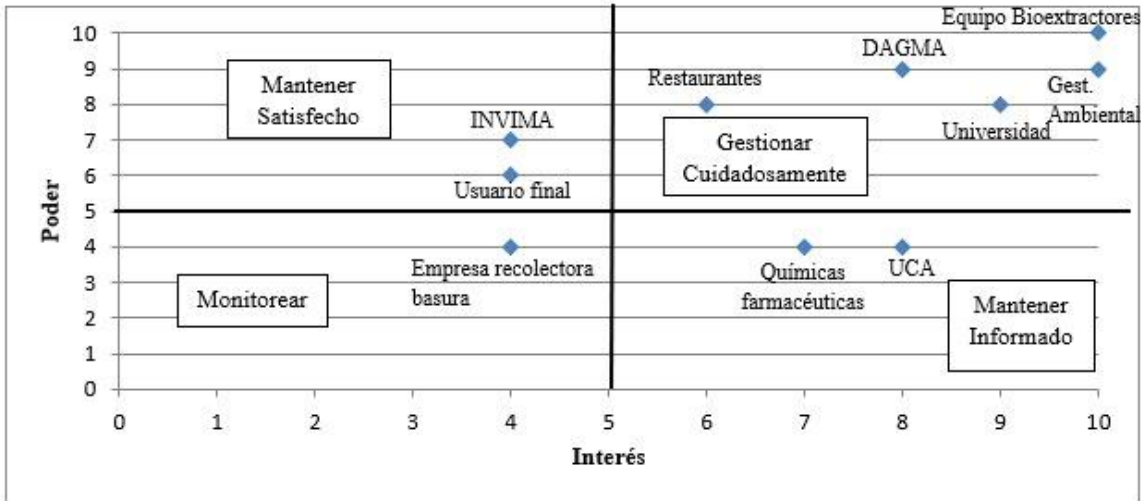 Equipo Bioextractores
10
DAGMA
9
Restaurantes
Mantener
Satisfecho
Gest.
Ambiental
8
INVIMA
Universidad
7
Gestionar
Cuidadosamente
6
Usuario final
Poder
5
4
Empresa recolectora
basura
Químicas
farmacéuticas
UCA
3
Monitorear
Mantener
Informado
2
1
0
0 1 2 3 4 5 6 7 8 9 10
Interés